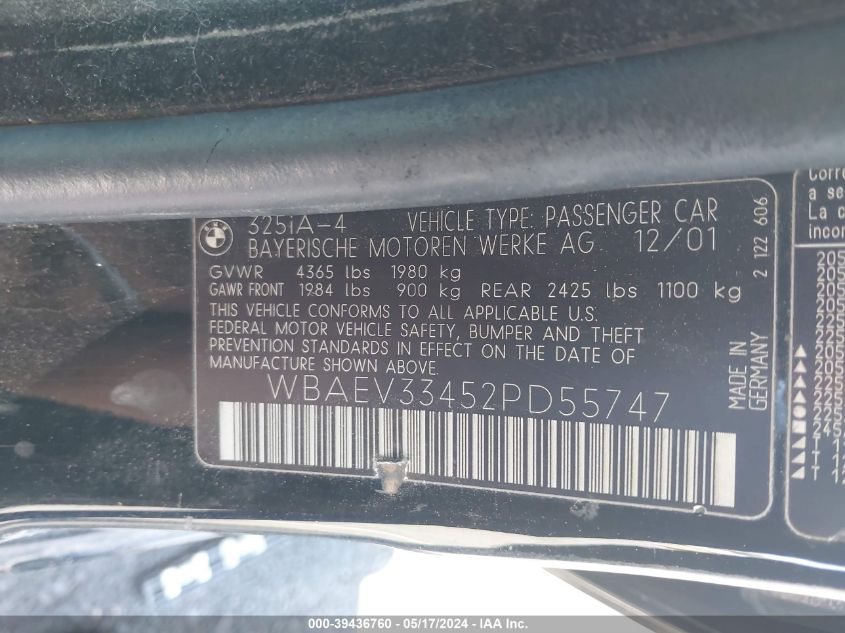 325iA-4 VEHICLE TYPE: PASSENGER CAR
BAYERISCHE MOTOREN WERKE AG 12/01
GVWR 4365 lbs 1980 kg
GAWR FRONT 1984 lbs 900 kg REAR 2425 lbs 1100 kg
THIS VEHICLE CONFORMS TO ALL APPLICABLE U.S.
FEDERAL MOTOR VEHICLE SAFETY, BUMPER AND THEFT
PREVENTION STANDARDS IN EFFECT ON THE DATE OF
MANUFACTURE SHOWN ABOVE.
WBAEV33452PD55747
MADE IN
GERMANY
2 122 606
a se
La c
incom
000-39436760 - 05/17/2024 - IAA Inc.